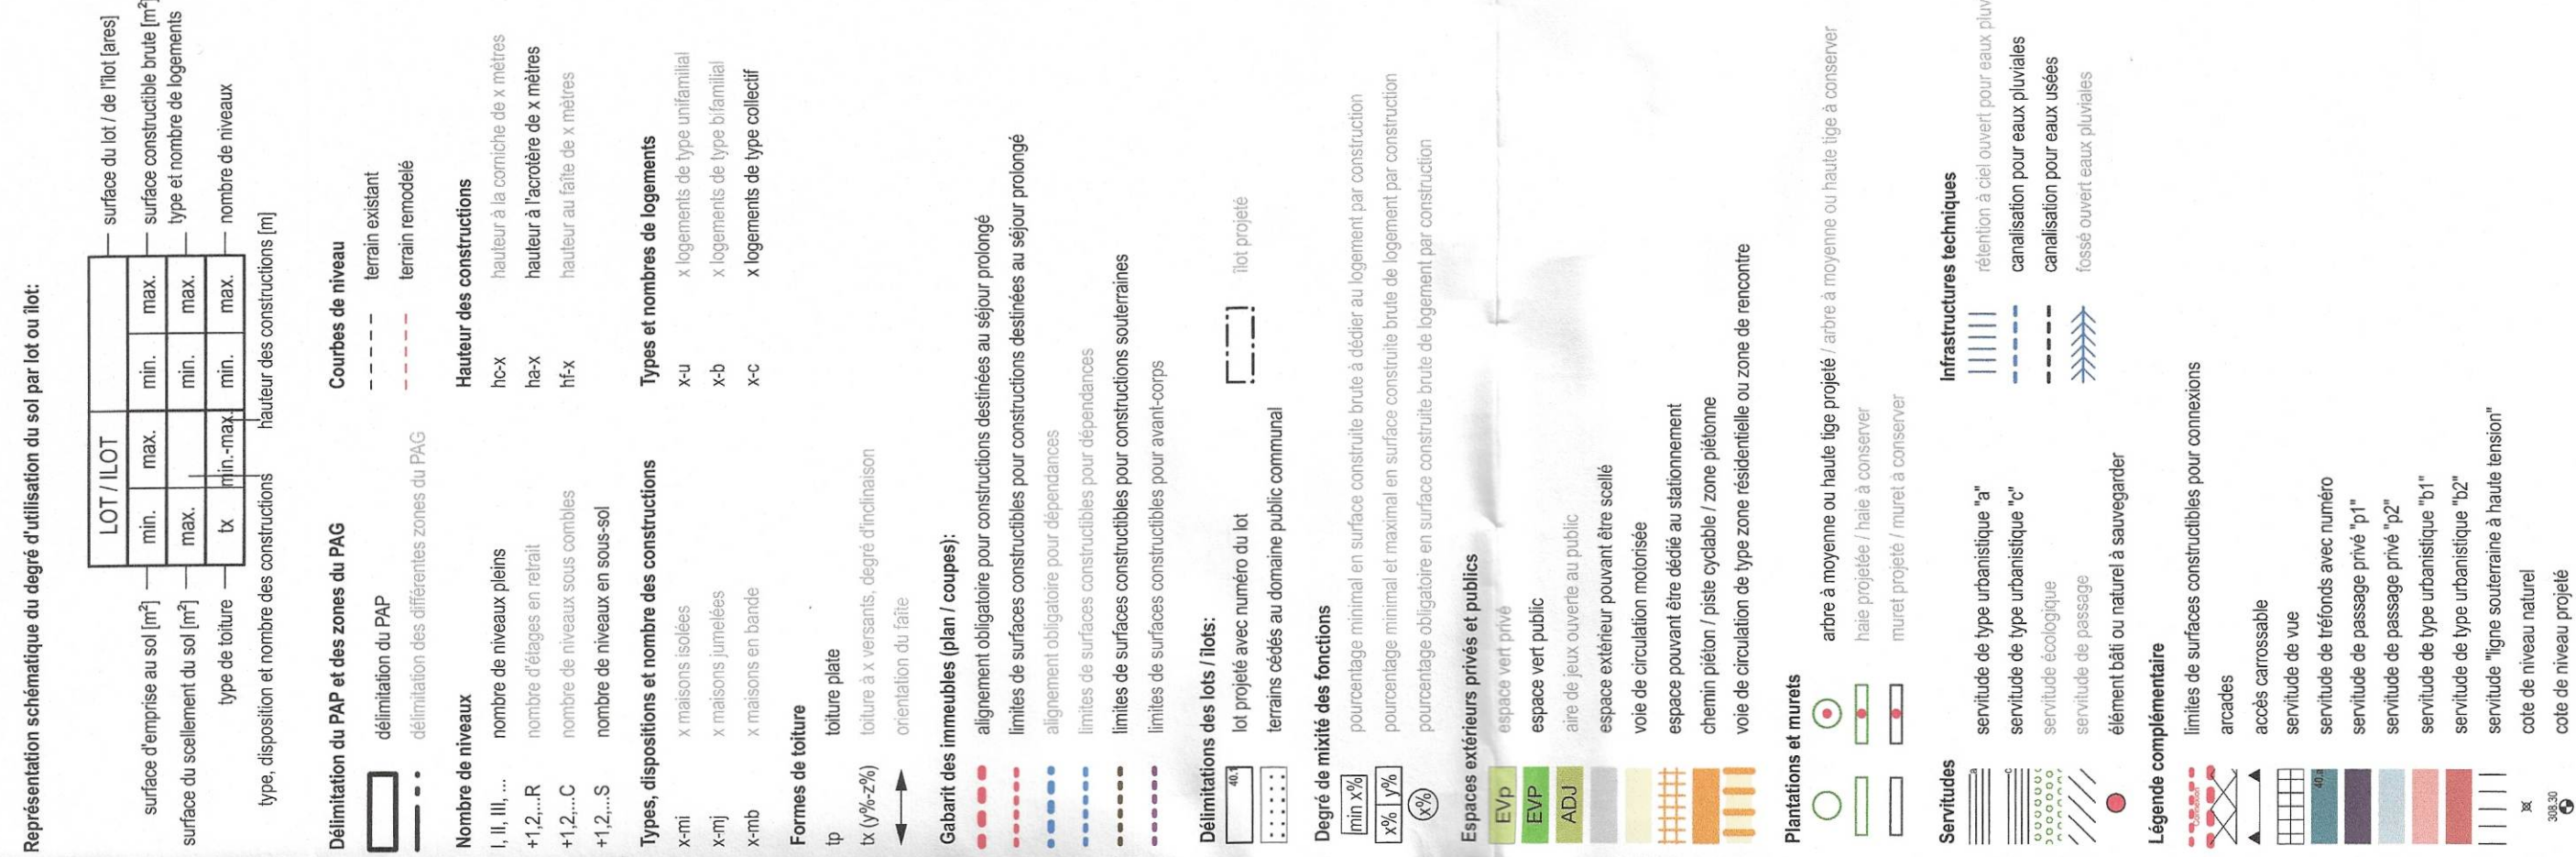 Représentation schématique du degré d'utilisation du sol par lot ou îlot:
LOT / ILOT
surface d'emprise au sol [m²] min. max. min. max. surface du lot / de l'îlot [ares]
surface du scellement du sol [m²] max. min. max. surface constructible brute [m²]
type de toiture tx min.-max. min. max. type et nombre de logements
nombre de niveaux
type, disposition et nombre des constructions hauteur des constructions [m]
Délimitation du PAP et des zones du PAG
délimitation du PAP
délimitation des différentes zones du PAG
Courbes de niveau
terrain existant
terrain remodelé
Nombre de niveaux
I, II, III, ... nombre de niveaux pleins
+1,2,...R nombre d'étages en retrait
+1,2,...C nombre de niveaux sous combles
+1,2,...S nombre de niveaux en sous-sol
Hauteur des constructions
hc-x hauteur à la corniche de x mètres
ha-x hauteur à l'acrotère de x mètres
hf-x hauteur au faîte de x mètres
Types, dispositions et nombre des constructions
x-mi x maisons isolées
x-mj x maisons jumelées
x-mb x maisons en bande
Types et nombres de logements
x-u x logements de type unifamilial
x-b x logements de type bifamilial
x-c x logements de type collectif
Formes de toiture
tp toiture plate
tx (y%-z%) toiture à x versants, degré d'inclinaison
orientation du faîte
Gabarit des immeubles (plan / coupes):
alignement obligatoire pour constructions destinées au séjour prolongé
limites de surfaces constructibles pour constructions destinées au séjour prolongé
alignement obligatoire pour dépendances
limites de surfaces constructibles pour dépendances
limites de surfaces constructibles pour constructions souterraines
limites de surfaces constructibles pour avant-corps
Délimitations des lots / îlots:
40.1 lot projeté avec numéro du lot
îlot projeté
terrains cédés au domaine public communal
Degré de mixité des fonctions
min x% pourcentage minimal en surface construite brute à dédier au logement par construction
x% y% pourcentage minimal et maximal en surface construite brute de logement par construction
x% pourcentage obligatoire en surface construite brute de logement par construction
Espaces extérieurs privés et publics
EVp espace vert privé
EVP espace vert public
ADJ aire de jeux ouverte au public
espace extérieur pouvant être scellé
voie de circulation motorisée
espace pouvant être dédié au stationnement
chemin piéton / piste cyclable / zone piétonne
voie de circulation de type zone résidentielle ou zone de rencontre
Plantations et murets
arbre à moyenne ou haute tige projeté / arbre à moyenne ou haute tige à conserver
haie projetée / haie à conserver
muret projeté / muret à conserver
Servitudes
a servitude de type urbanistique "a"
c servitude de type urbanistique "c"
servitude écologique
servitude de passage
élément bâti ou naturel à sauvegarder
Infrastructures techniques
rétention à ciel ouvert pour eaux pluv
canalisation pour eaux pluviales
canalisation pour eaux usées
fossé ouvert eaux pluviales
Légende complémentaire
limites de surfaces constructibles pour connexions
arcades
accès carrossable
servitude de vue
40.a servitude de tréfonds avec numéro
servitude de passage privé "p1"
servitude de passage privé "p2"
servitude de type urbanistique "b1"
servitude de type urbanistique "b2"
servitude "ligne souterraine à haute tension"
cote de niveau naturel
308.30 cote de niveau projeté